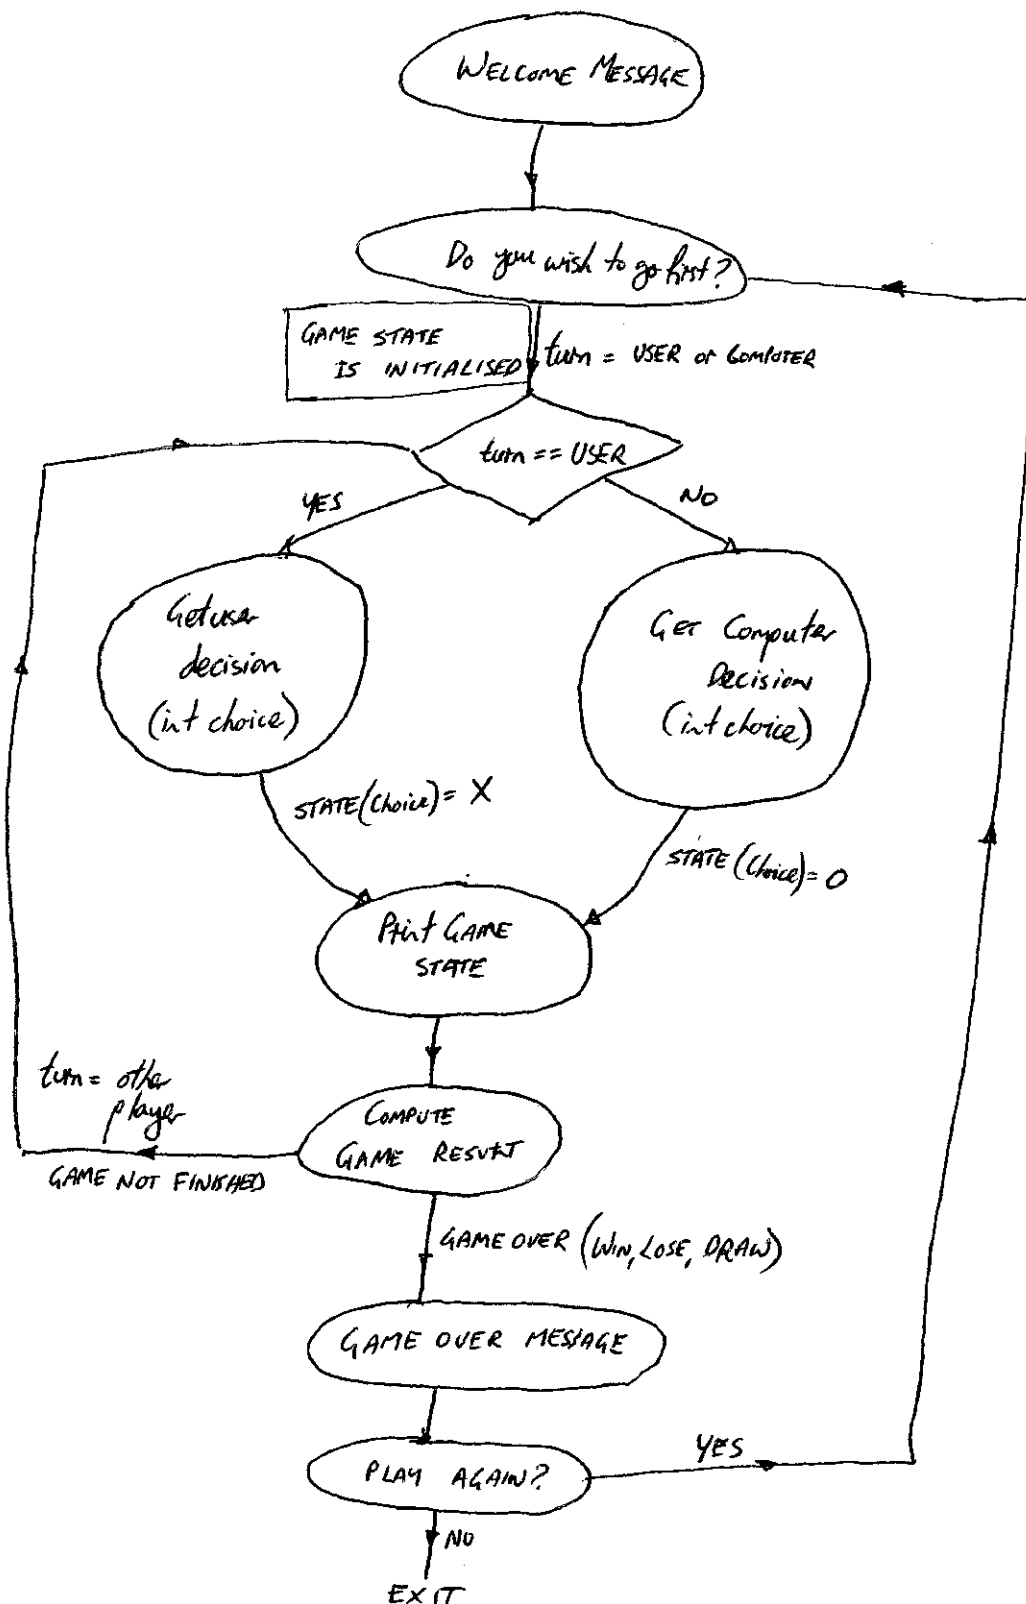 WELCOME MESSAGE
Do you wish to go first?
GAME STATE
IS INITIALISED
turn = USER or COMPUTER
turn == USER
YES
NO
Get user
decision
(int choice)
GET Computer
Decision
(int choice)
STATE(choice) = X
STATE(choice) = O
Print GAME
STATE
turn = other
player
COMPUTE
GAME RESULT
GAME NOT FINISHED
GAME OVER (WIN, LOSE, DRAW)
GAME OVER MESSAGE
PLAY AGAIN?
YES
NO
EXIT